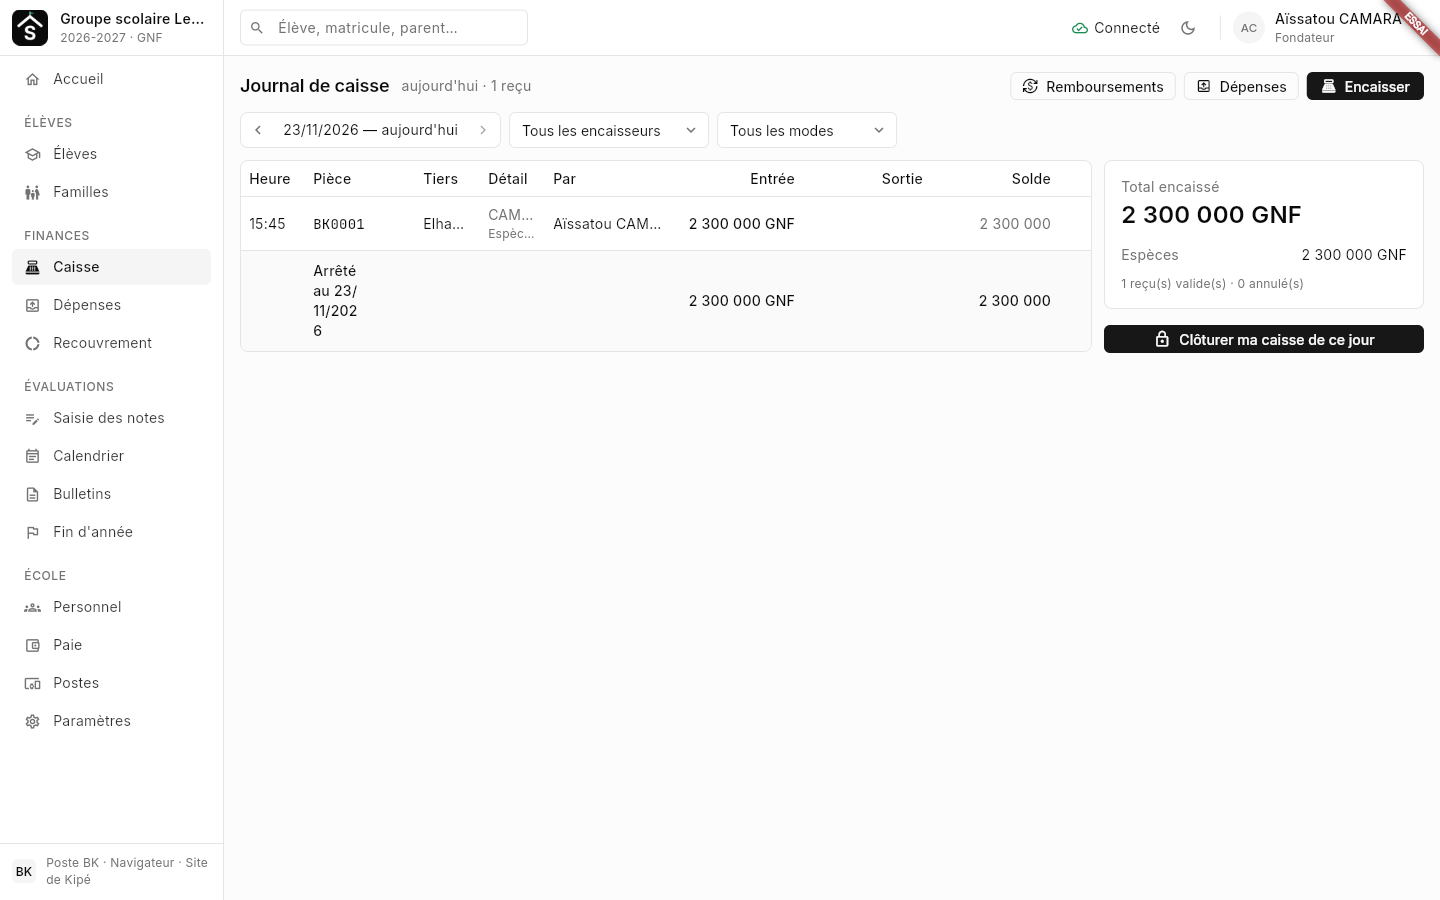 Groupe scolaire Le...
2026-2027 · GNF
Élève, matricule, parent...
Connecté
AC
Aïssatou CAMARA
Fondateur
ESSAI
Accueil
ÉLÈVES
Élèves
Familles
FINANCES
Caisse
Dépenses
Recouvrement
ÉVALUATIONS
Saisie des notes
Calendrier
Bulletins
Fin d'année
ÉCOLE
Personnel
Paie
Postes
Paramètres
BK
Poste BK · Navigateur · Site
de Kipé
Journal de caisse aujourd'hui · 1 reçu
Remboursements
Dépenses
Encaisser
23/11/2026 — aujourd'hui
Tous les encaisseurs
Tous les modes
Heure Pièce Tiers Détail Par Entrée Sortie Solde
15:45 BK0001 Elha... CAM... Aïssatou CAM... 2 300 000 GNF 2 300 000
Espèc...
Arrêté
au 23/
11/202
6
2 300 000 GNF 2 300 000
Total encaissé
2 300 000 GNF
Espèces 2 300 000 GNF
1 reçu(s) valide(s) · 0 annulé(s)
Clôturer ma caisse de ce jour